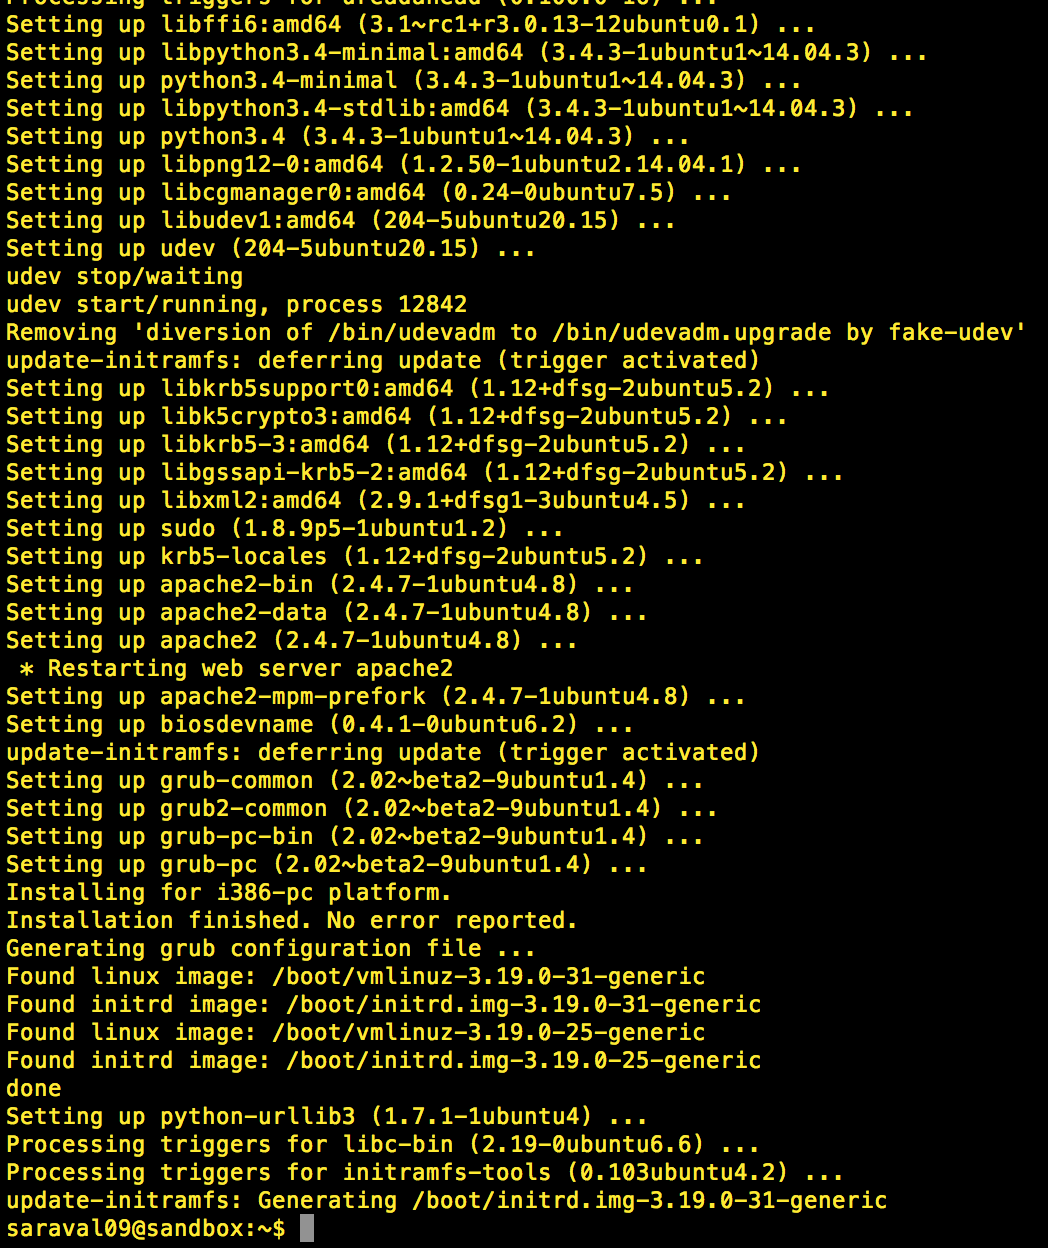 Processing triggers for ureadahead (0.100.0-16) ...
Setting up libffi6:amd64 (3.1~rc1+r3.0.13-12ubuntu0.1) ...
Setting up libpython3.4-minimal:amd64 (3.4.3-1ubuntu1~14.04.3) ...
Setting up python3.4-minimal (3.4.3-1ubuntu1~14.04.3) ...
Setting up libpython3.4-stdlib:amd64 (3.4.3-1ubuntu1~14.04.3) ...
Setting up python3.4 (3.4.3-1ubuntu1~14.04.3) ...
Setting up libpng12-0:amd64 (1.2.50-1ubuntu2.14.04.1) ...
Setting up libcgmanager0:amd64 (0.24-0ubuntu7.5) ...
Setting up libudev1:amd64 (204-5ubuntu20.15) ...
Setting up udev (204-5ubuntu20.15) ...
udev stop/waiting
udev start/running, process 12842
Removing 'diversion of /bin/udevadm to /bin/udevadm.upgrade by fake-udev'
update-initramfs: deferring update (trigger activated)
Setting up libkrb5support0:amd64 (1.12+dfsg-2ubuntu5.2) ...
Setting up libk5crypto3:amd64 (1.12+dfsg-2ubuntu5.2) ...
Setting up libkrb5-3:amd64 (1.12+dfsg-2ubuntu5.2) ...
Setting up libgssapi-krb5-2:amd64 (1.12+dfsg-2ubuntu5.2) ...
Setting up libxml2:amd64 (2.9.1+dfsg1-3ubuntu4.5) ...
Setting up sudo (1.8.9p5-1ubuntu1.2) ...
Setting up krb5-locales (1.12+dfsg-2ubuntu5.2) ...
Setting up apache2-bin (2.4.7-1ubuntu4.8) ...
Setting up apache2-data (2.4.7-1ubuntu4.8) ...
Setting up apache2 (2.4.7-1ubuntu4.8) ...
 * Restarting web server apache2
Setting up apache2-mpm-prefork (2.4.7-1ubuntu4.8) ...
Setting up biosdevname (0.4.1-0ubuntu6.2) ...
update-initramfs: deferring update (trigger activated)
Setting up grub-common (2.02~beta2-9ubuntu1.4) ...
Setting up grub2-common (2.02~beta2-9ubuntu1.4) ...
Setting up grub-pc-bin (2.02~beta2-9ubuntu1.4) ...
Setting up grub-pc (2.02~beta2-9ubuntu1.4) ...
Installing for i386-pc platform.
Installation finished. No error reported.
Generating grub configuration file ...
Found linux image: /boot/vmlinuz-3.19.0-31-generic
Found initrd image: /boot/initrd.img-3.19.0-31-generic
Found linux image: /boot/vmlinuz-3.19.0-25-generic
Found initrd image: /boot/initrd.img-3.19.0-25-generic
done
Setting up python-urllib3 (1.7.1-1ubuntu4) ...
Processing triggers for libc-bin (2.19-0ubuntu6.6) ...
Processing triggers for initramfs-tools (0.103ubuntu4.2) ...
update-initramfs: Generating /boot/initrd.img-3.19.0-31-generic
saraval09@sandbox:~$